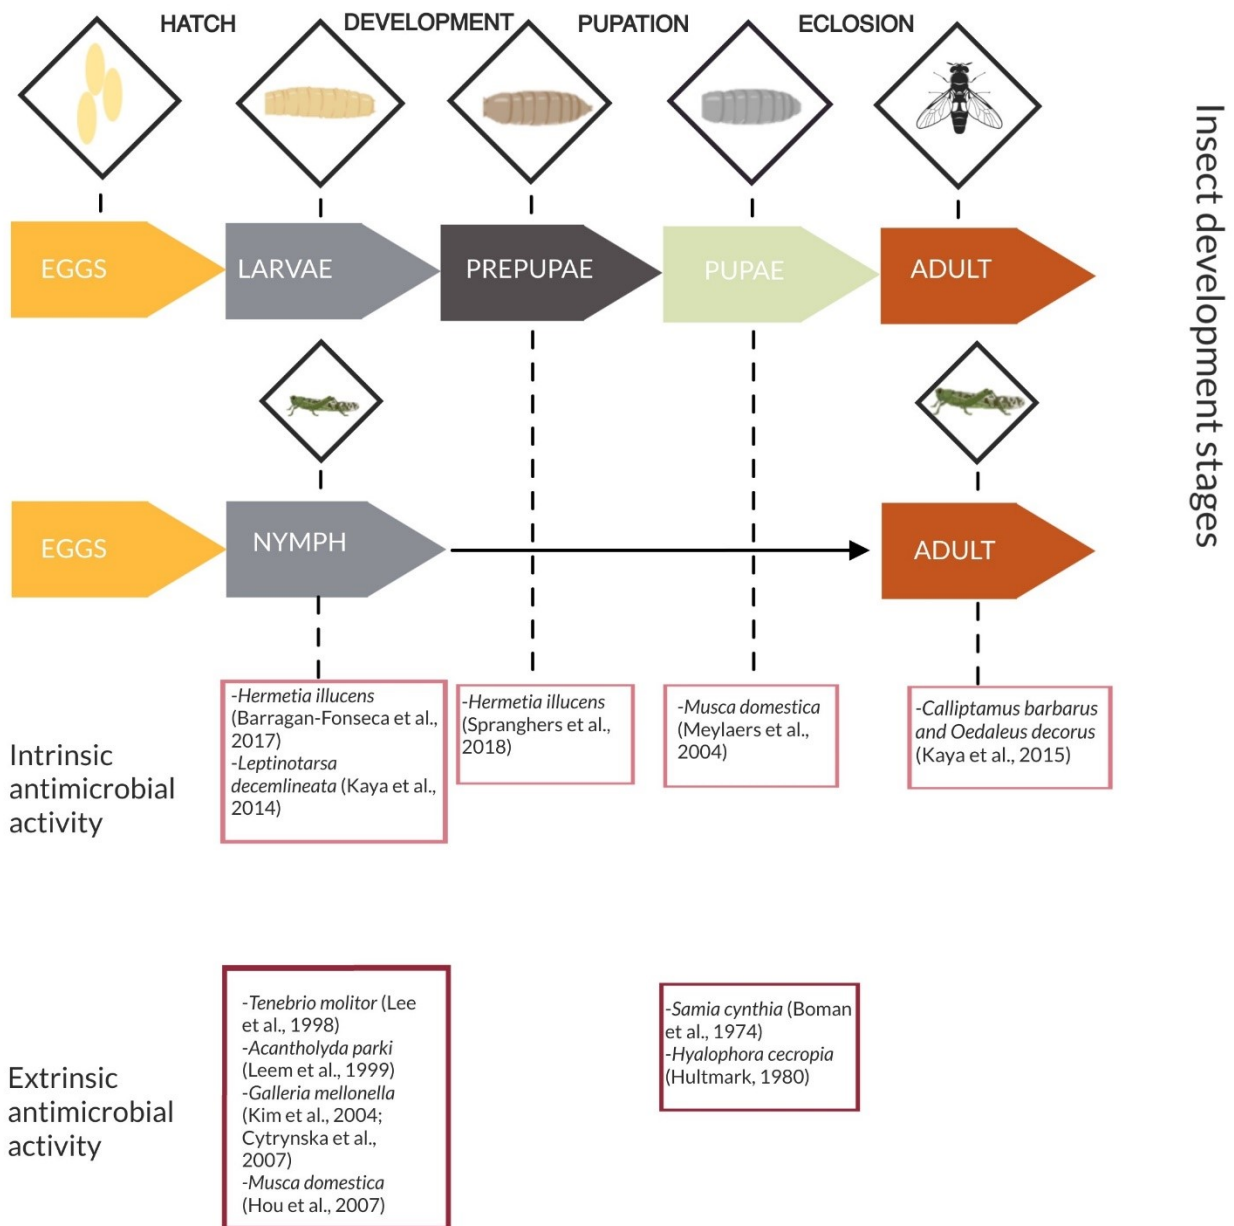 HATCH
DEVELOPMENT
PUPATION
ECLOSION
EGGS
LARVAE
PREPUPAE
PUPAE
ADULT
EGGS
NYMPH
ADULT
Insect development stages
Intrinsic
antimicrobial
activity
-Hermetia illucens
(Barragan-Fonseca et al.,
2017)
-Leptinotarsa
decemlineata (Kaya et al.,
2014)
-Hermetia illucens
(Spranghers et al.,
2018)
-Musca domestica
(Meylaers et al.,
2004)
-Calliptamus barbarus
and Oedaleus decorus
(Kaya et al., 2015)
Extrinsic
antimicrobial
activity
-Tenebrio molitor (Lee
et al., 1998)
-Acantholyda parki
(Leem et al., 1999)
-Galleria mellonella
(Kim et al., 2004;
Cytrynska et al.,
2007)
-Musca domestica
(Hou et al., 2007)
-Samia cynthia (Boman
et al., 1974)
-Hyalophora cecropia
(Hultmark, 1980)